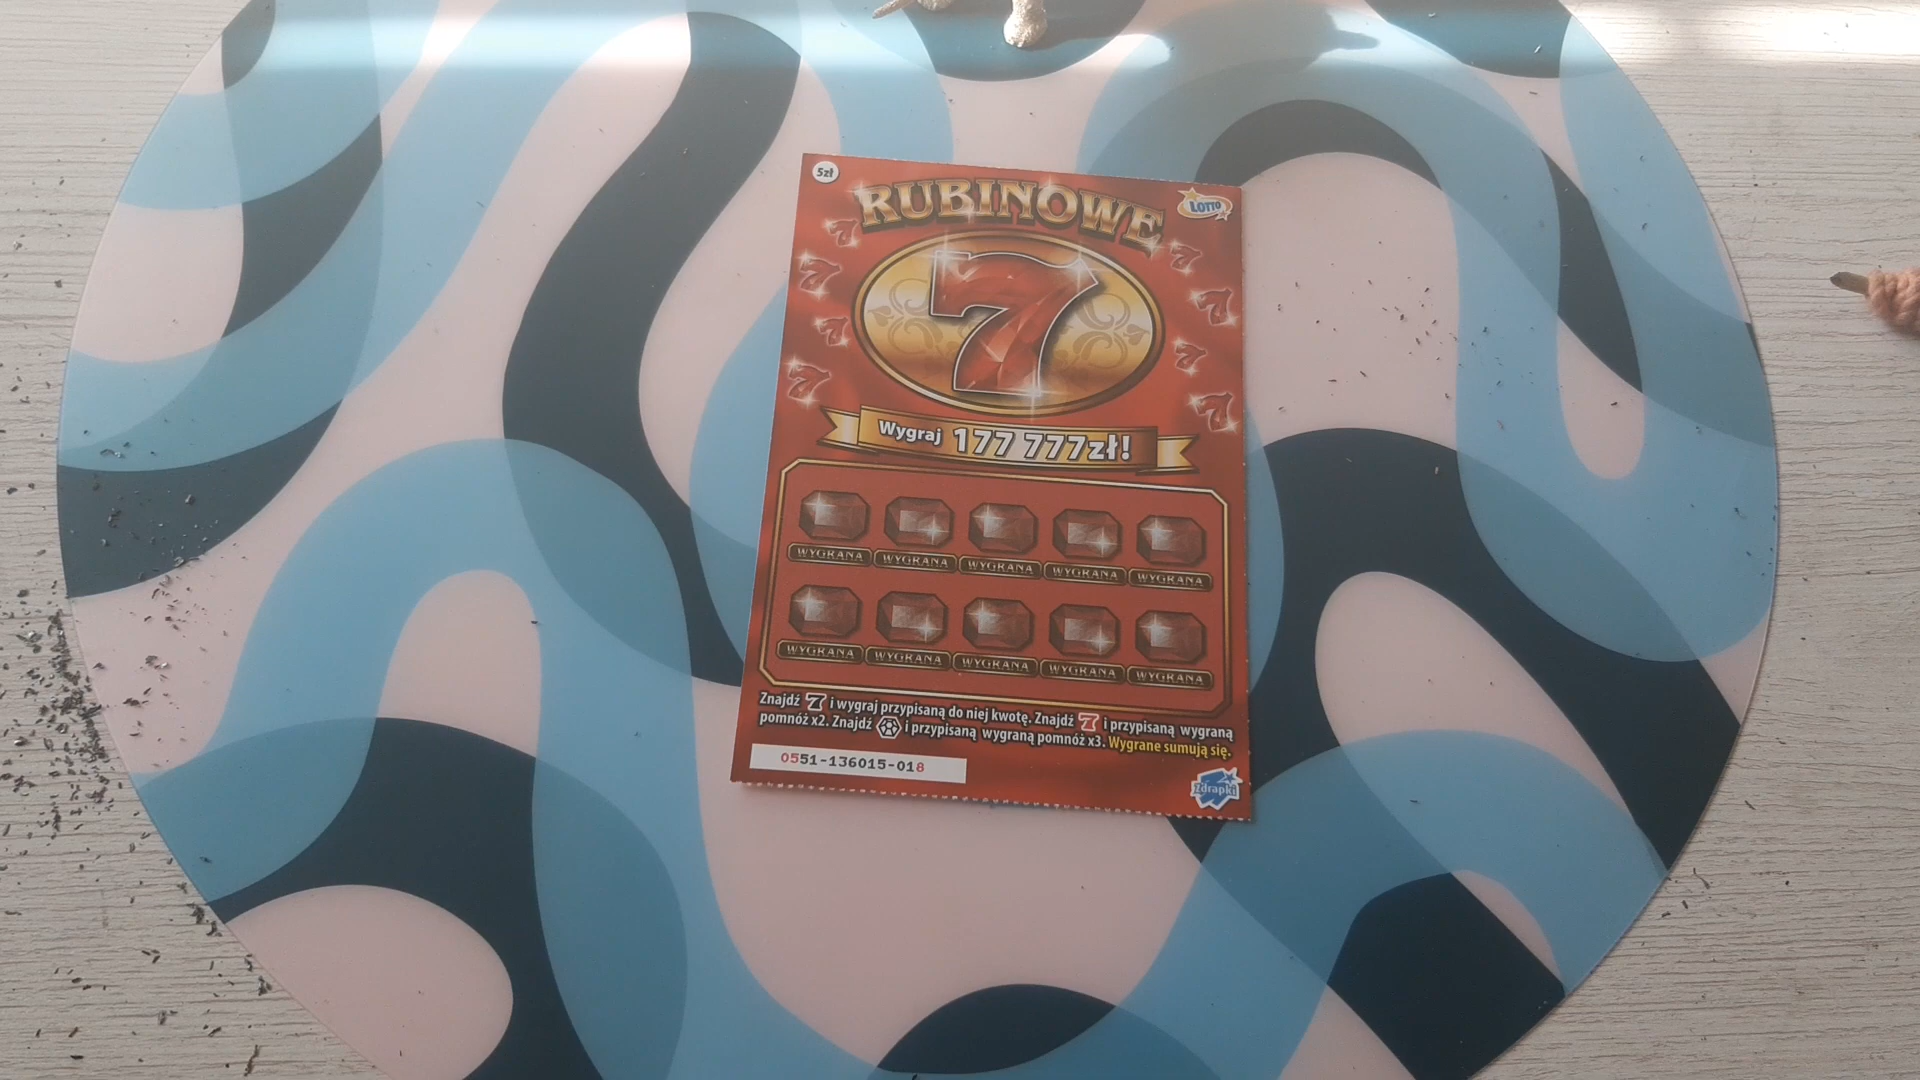 5zł
RUBINOWE
LOTTO
7
Wygraj 177 777zł!
WYGRANA WYGRANA WYGRANA WYGRANA WYGRANA
WYGRANA WYGRANA WYGRANA WYGRANA WYGRANA
Znajdź 7 i wygraj przypisaną do niej kwotę. Znajdź 7 i przypisaną wygraną
pomnóż x2. Znajdź i przypisaną wygraną pomnóż x3. Wygrane sumują się.
0551-136015-018
zdrapki